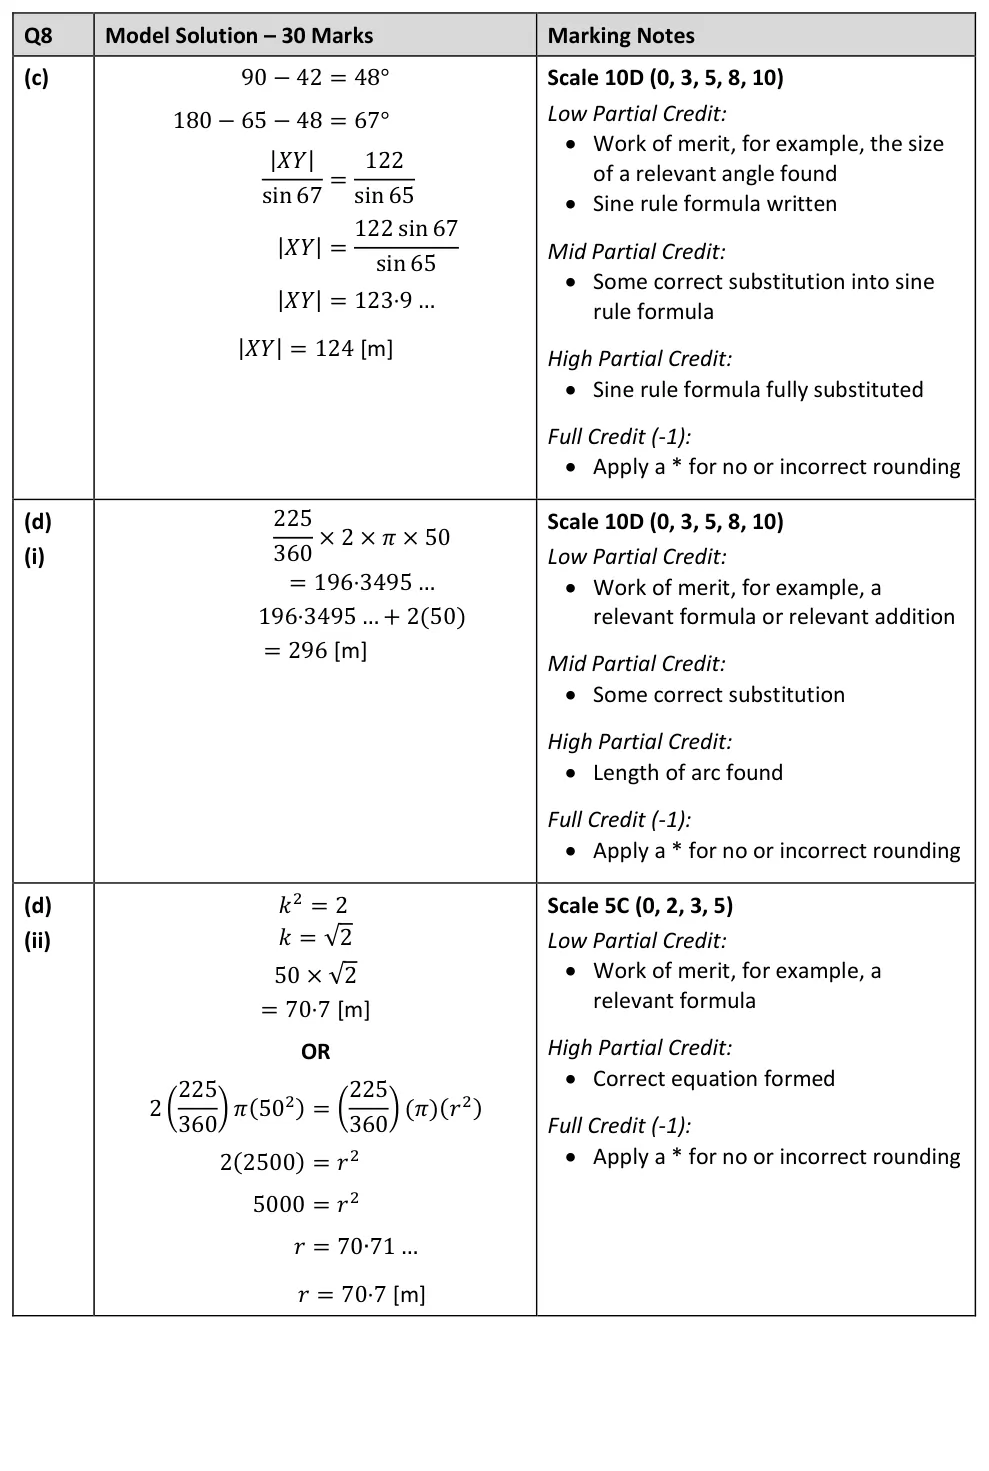 Q8 Model Solution – 30 Marks Marking Notes
(c)
90 − 42 = 48°
180 − 65 − 48 = 67°
|XY| / sin 67 = 122 / sin 65
|XY| = 122 sin 67 / sin 65
|XY| = 123·9 …
|XY| = 124 [m]
Scale 10D (0, 3, 5, 8, 10)
Low Partial Credit:
• Work of merit, for example, the size
of a relevant angle found
• Sine rule formula written
Mid Partial Credit:
• Some correct substitution into sine
rule formula
High Partial Credit:
• Sine rule formula fully substituted
Full Credit (-1):
• Apply a * for no or incorrect rounding
(d)
(i)
225/360 × 2 × π × 50
= 196·3495 …
196·3495 … + 2(50)
= 296 [m]
Scale 10D (0, 3, 5, 8, 10)
Low Partial Credit:
• Work of merit, for example, a
relevant formula or relevant addition
Mid Partial Credit:
• Some correct substitution
High Partial Credit:
• Length of arc found
Full Credit (-1):
• Apply a * for no or incorrect rounding
(d)
(ii)
k² = 2
k = √2
50 × √2
= 70·7 [m]
OR
2(225/360)π(50²) = (225/360)(π)(r²)
2(2500) = r²
5000 = r²
r = 70·71 …
r = 70·7 [m]
Scale 5C (0, 2, 3, 5)
Low Partial Credit:
• Work of merit, for example, a
relevant formula
High Partial Credit:
• Correct equation formed
Full Credit (-1):
• Apply a * for no or incorrect rounding